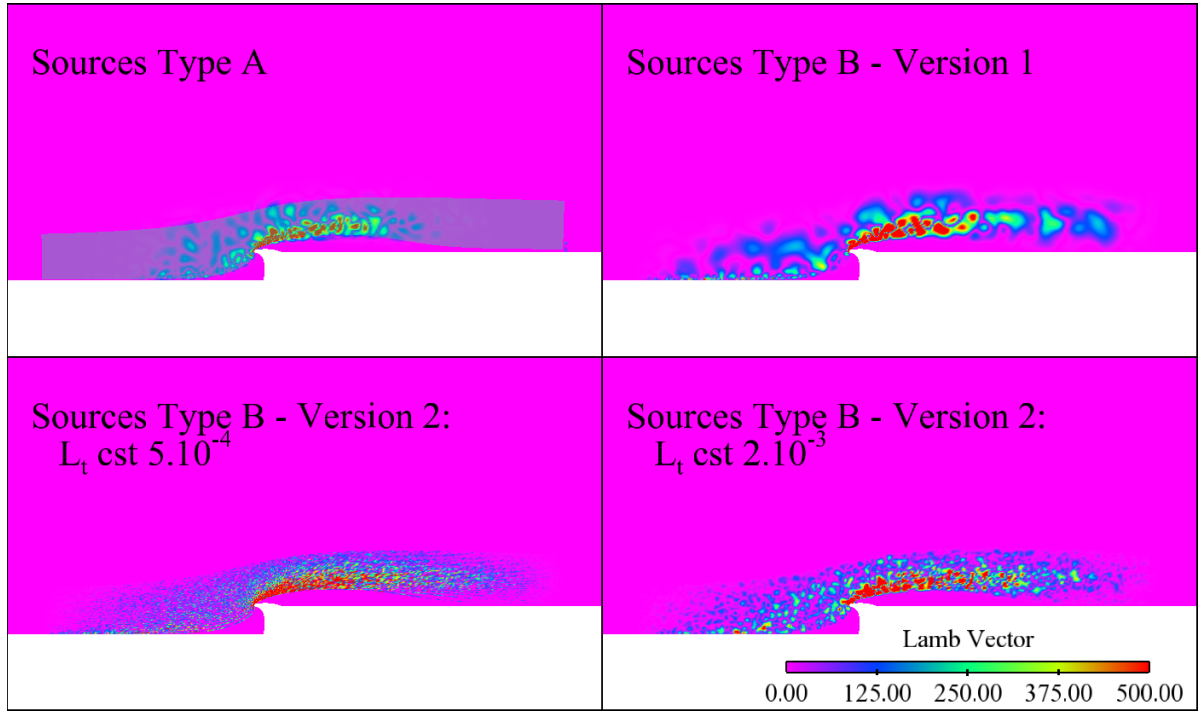 Sources Type A
Sources Type B - Version 1
Sources Type B - Version 2:
L_t cst 5.10^-4
Sources Type B - Version 2:
L_t cst 2.10^-3
Lamb Vector
0.00 125.00 250.00 375.00 500.00